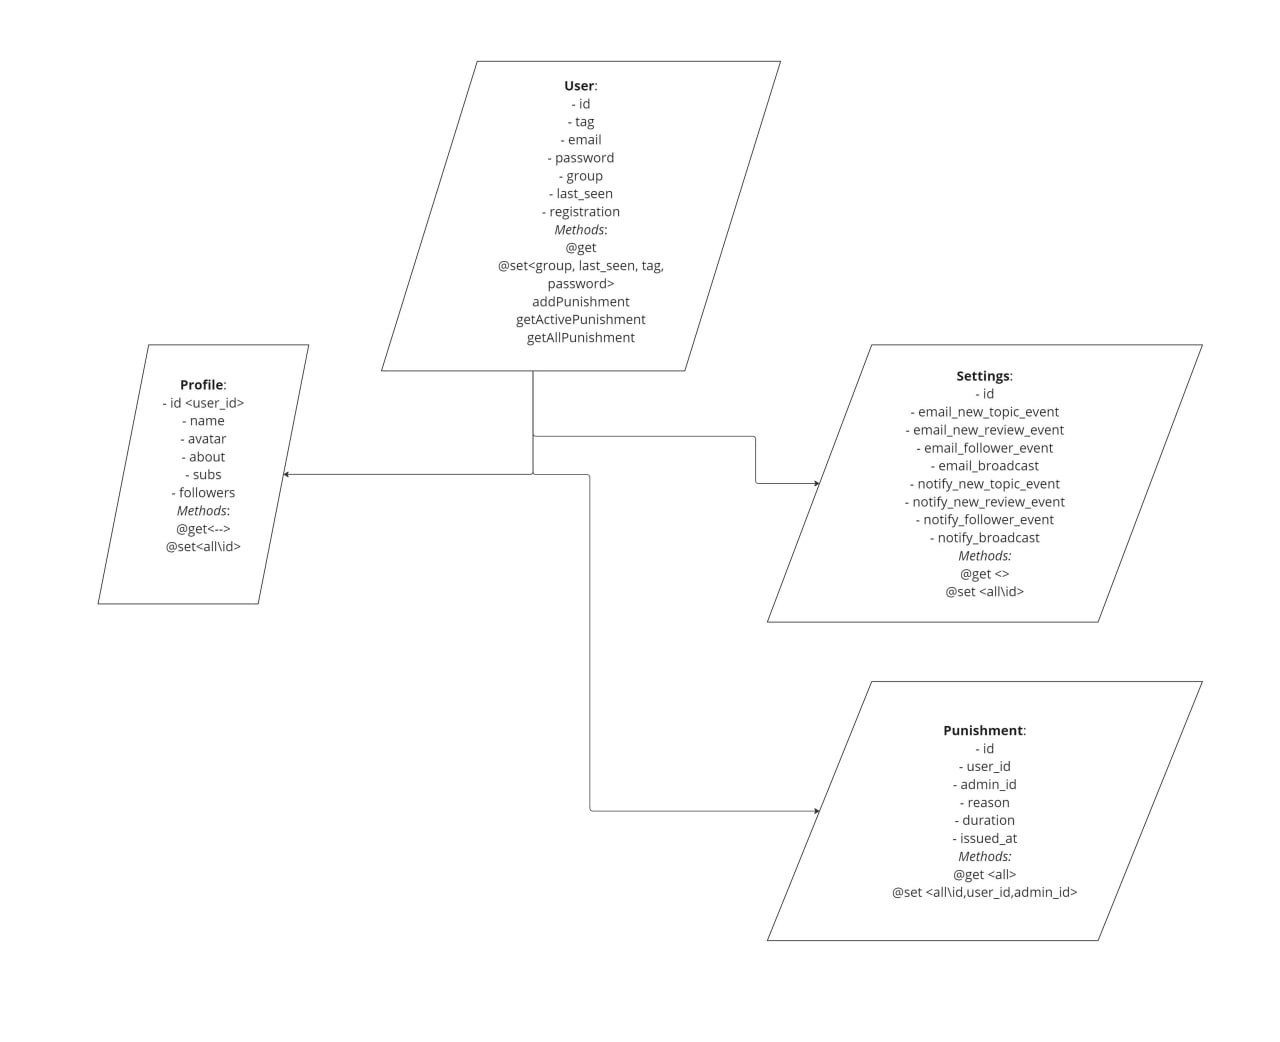 User:
- id
- tag
- email
- password
- group
- last_seen
- registration
Methods:
@get
@set<group, last_seen, tag,
password>
addPunishment
getActivePunishment
getAllPunishment
Profile:
- id <user_id>
- name
- avatar
- about
- subs
- followers
Methods:
@get<-->
@set<all\id>
Settings:
- id
- email_new_topic_event
- email_new_review_event
- email_follower_event
- email_broadcast
- notify_new_topic_event
- notify_new_review_event
- notify_follower_event
- notify_broadcast
Methods:
@get <>
@set <all\id>
Punishment:
- id
- user_id
- admin_id
- reason
- duration
- issued_at
Methods:
@get <all>
@set <all\id,user_id,admin_id>